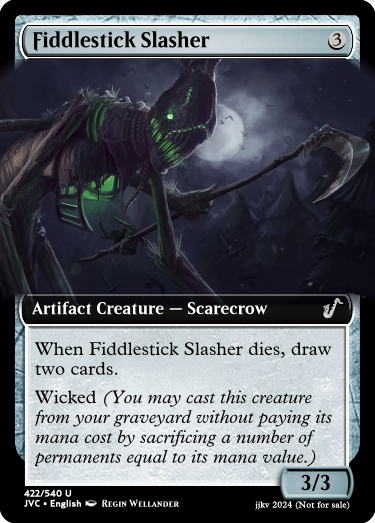 Fiddlestick Slasher 3
Artifact Creature — Scarecrow
When Fiddlestick Slasher dies, draw
two cards.
Wicked (You may cast this creature
from your graveyard without paying its
mana cost by sacrificing a number of
permanents equal to its mana value.)
3/3
422/540 U
JVC • English Regin Wellander
jjkv 2024 (Not for sale)